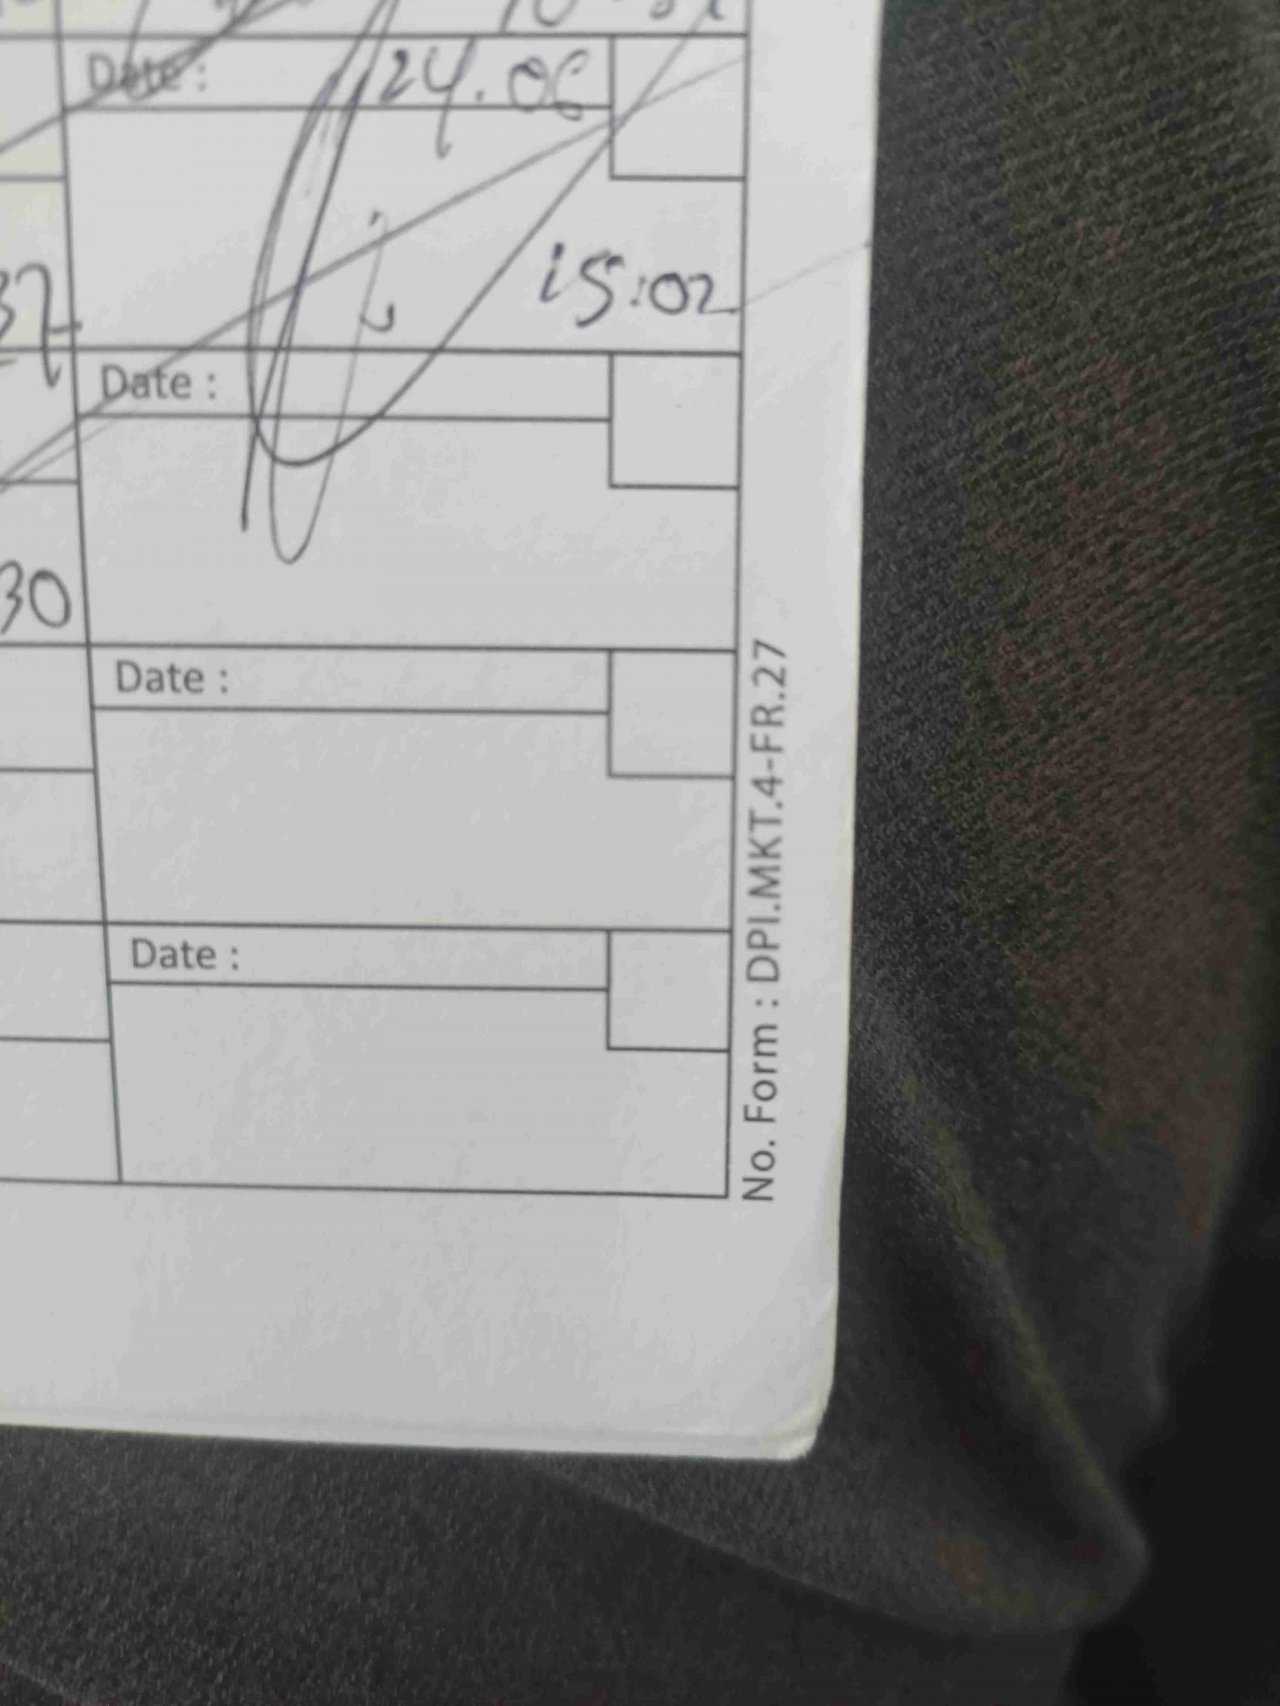 Date : 24.06
15:02
37
Date :
30
Date :
Date :
No. Form : DPI.MKT.4-FR.27